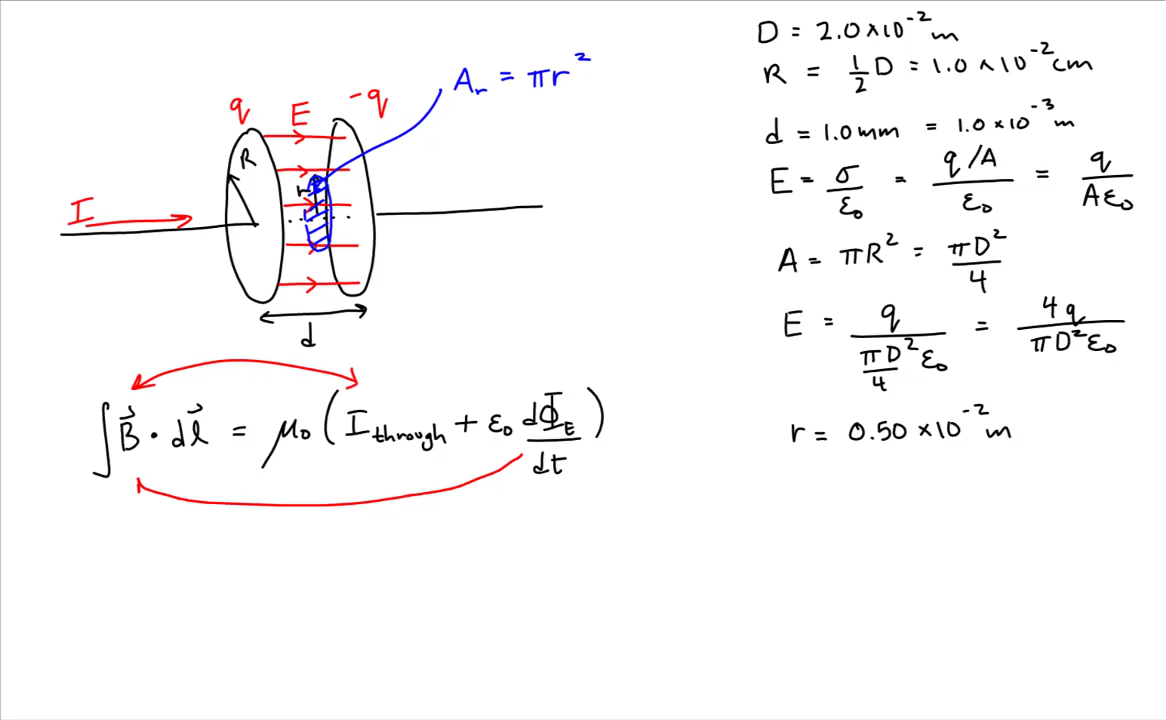 A_r = πr²
q E -q
R
r
I
d
∫ B⃗ · dl⃗ = μ₀ ( I_through + ε₀ dΦ_E/dt )
D = 2.0 × 10⁻² m
R = 1/2 D = 1.0 × 10⁻² cm
d = 1.0 mm = 1.0 × 10⁻³ m
E = σ/ε₀ = (q/A)/ε₀ = q/(Aε₀)
A = πR² = πD²/4
E = q/((πD²/4) ε₀) = 4q/(πD²ε₀)
r = 0.50 × 10⁻² m